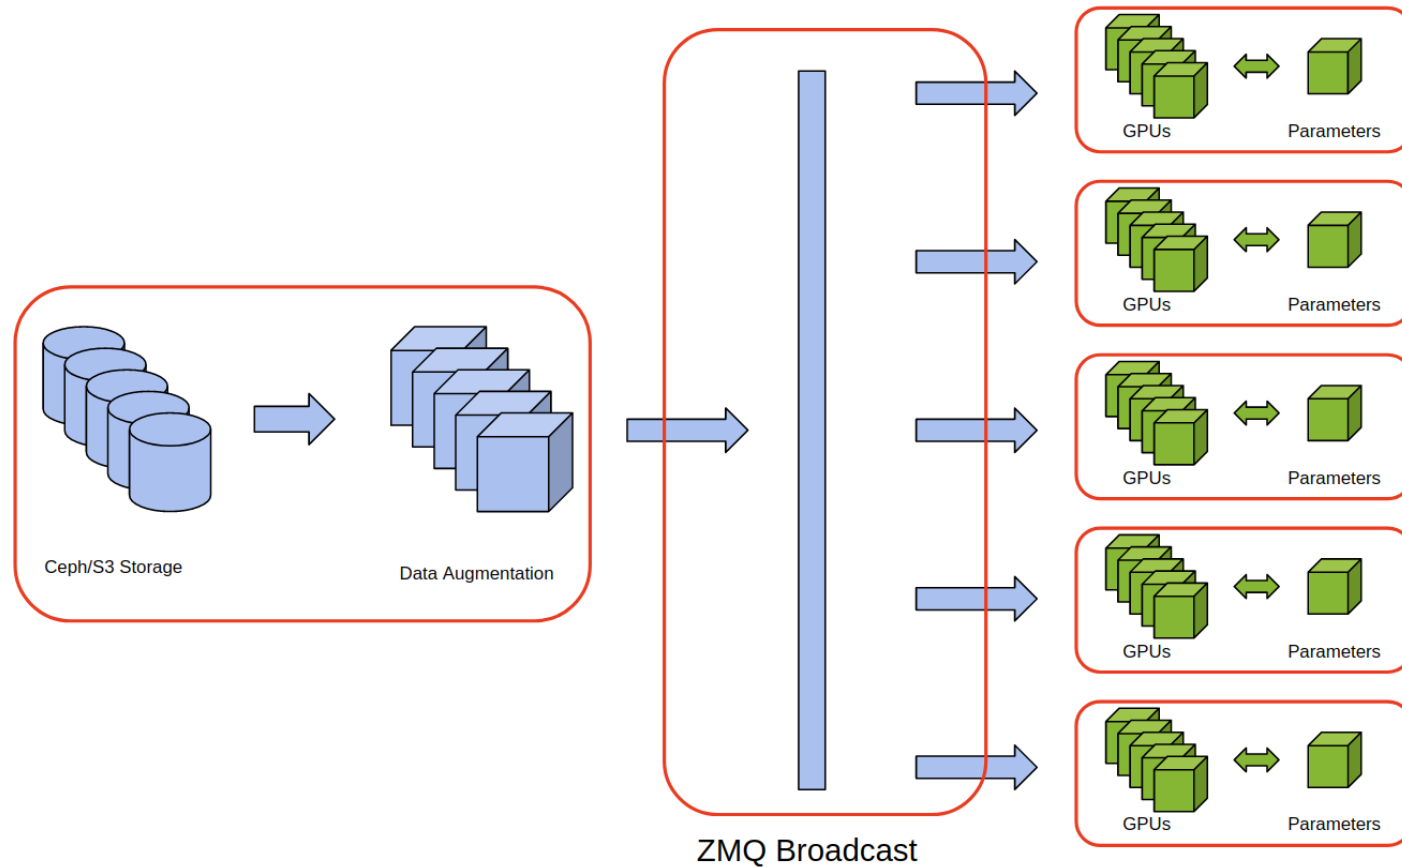 GPUs
Parameters
GPUs
Parameters
GPUs
Parameters
Ceph/S3 Storage
Data Augmentation
GPUs
Parameters
GPUs
Parameters
ZMQ Broadcast